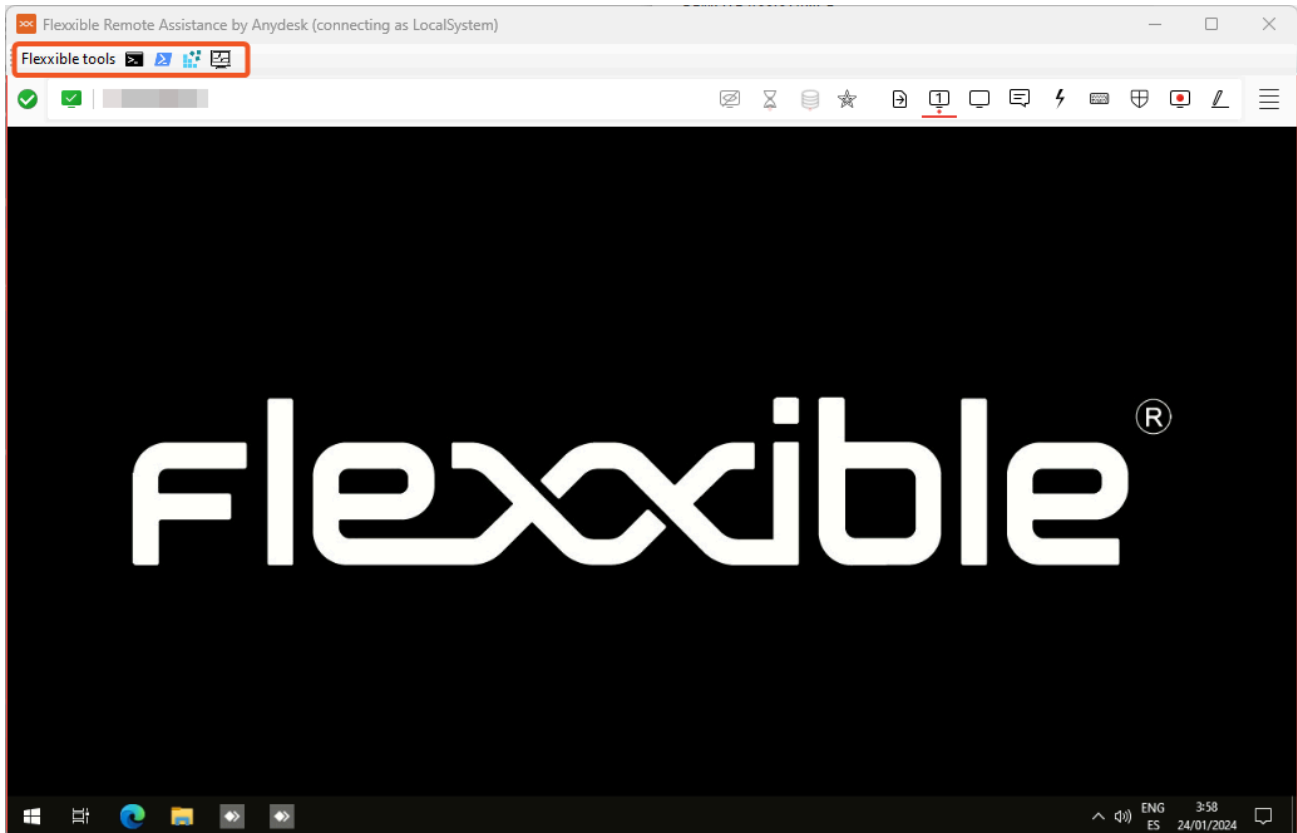 Flexxible Remote Assistance by Anydesk (connecting as LocalSystem)
Flexxible tools
1
Flexxible®
ENG 3:58
ES 24/01/2024